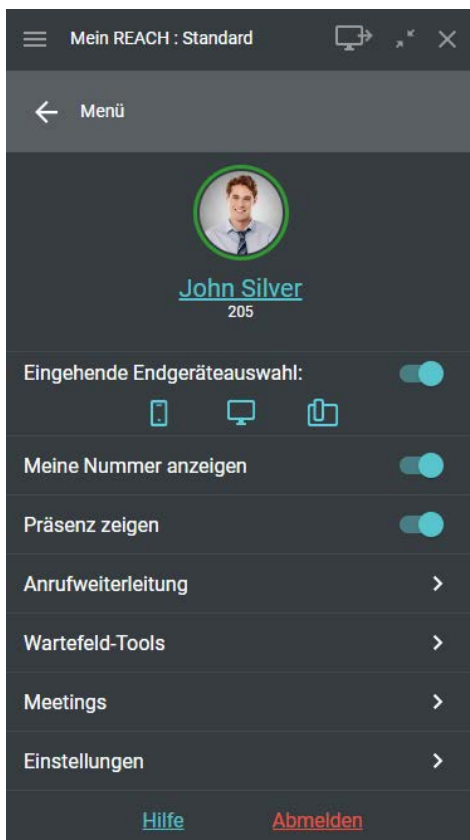 Mein REACH : Standard
Menü
John Silver
205
Eingehende Endgeräteauswahl:
Meine Nummer anzeigen
Präsenz zeigen
Anrufweiterleitung
Wartefeld-Tools
Meetings
Einstellungen
Hilfe Abmelden